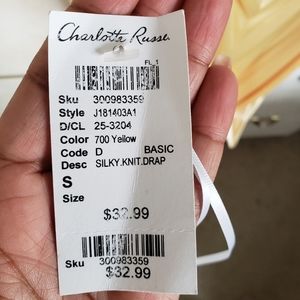 Charlotte Russe
FL_1
Sku 300983359
Style J181403A1
D/CL 25-3204
Color 700 Yellow
Code D BASIC
Desc SILKY.KNIT.DRAP
S
Size
$32.99
Sku 300983359
$32.99